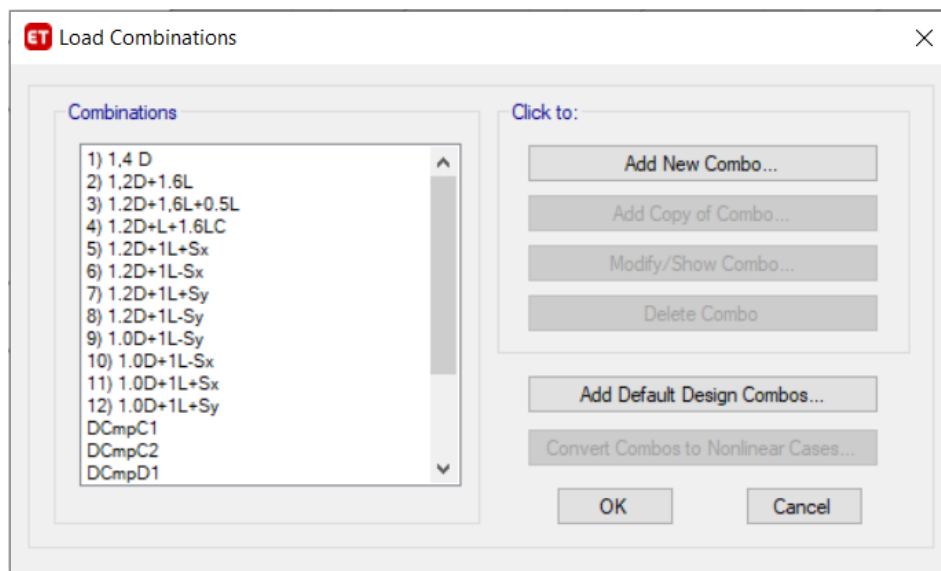 ET Load Combinations
Combinations
1) 1,4 D
2) 1,2D+1.6L
3) 1.2D+1,6L+0.5L
4) 1.2D+L+1.6LC
5) 1.2D+1L+Sx
6) 1.2D+1L-Sx
7) 1.2D+1L+Sy
8) 1.2D+1L-Sy
9) 1.0D+1L-Sy
10) 1.0D+1L-Sx
11) 1.0D+1L+Sx
12) 1.0D+1L+Sy
DCmpC1
DCmpC2
DCmpD1
Click to:
Add New Combo...
Add Copy of Combo...
Modify/Show Combo...
Delete Combo
Add Default Design Combos...
Convert Combos to Nonlinear Cases...
OK
Cancel